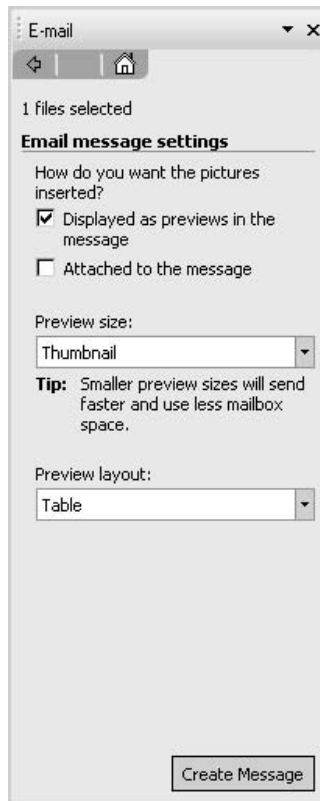 E-mail
1 files selected
Email message settings
How do you want the pictures
inserted?
Displayed as previews in the
message
Attached to the message
Preview size:
Thumbnail
Tip: Smaller preview sizes will send
faster and use less mailbox
space.
Preview layout:
Table
Create Message